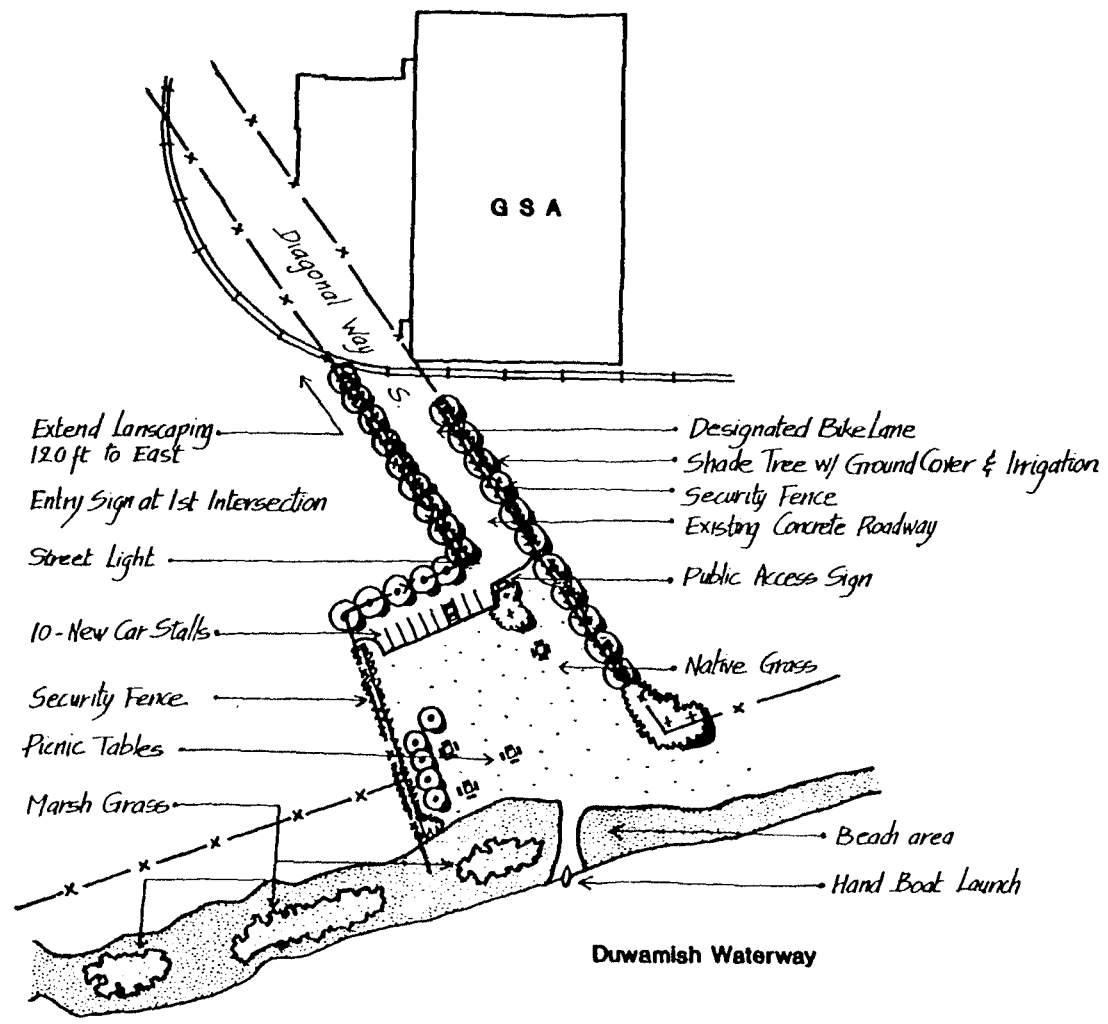 GSA
Diagonal Way S.
Extend Lanscaping
120 ft to East
Entry Sign at 1st Intersection
Street Light
10-New Car Stalls
Security Fence
Picnic Tables
Marsh Grass
Designated Bike Lane
Shade Tree w/ Ground Cover & Irrigation
Security Fence
Existing Concrete Roadway
Public Access Sign
Native Grass
Beach area
Hand Boat Launch
Duwamish Waterway